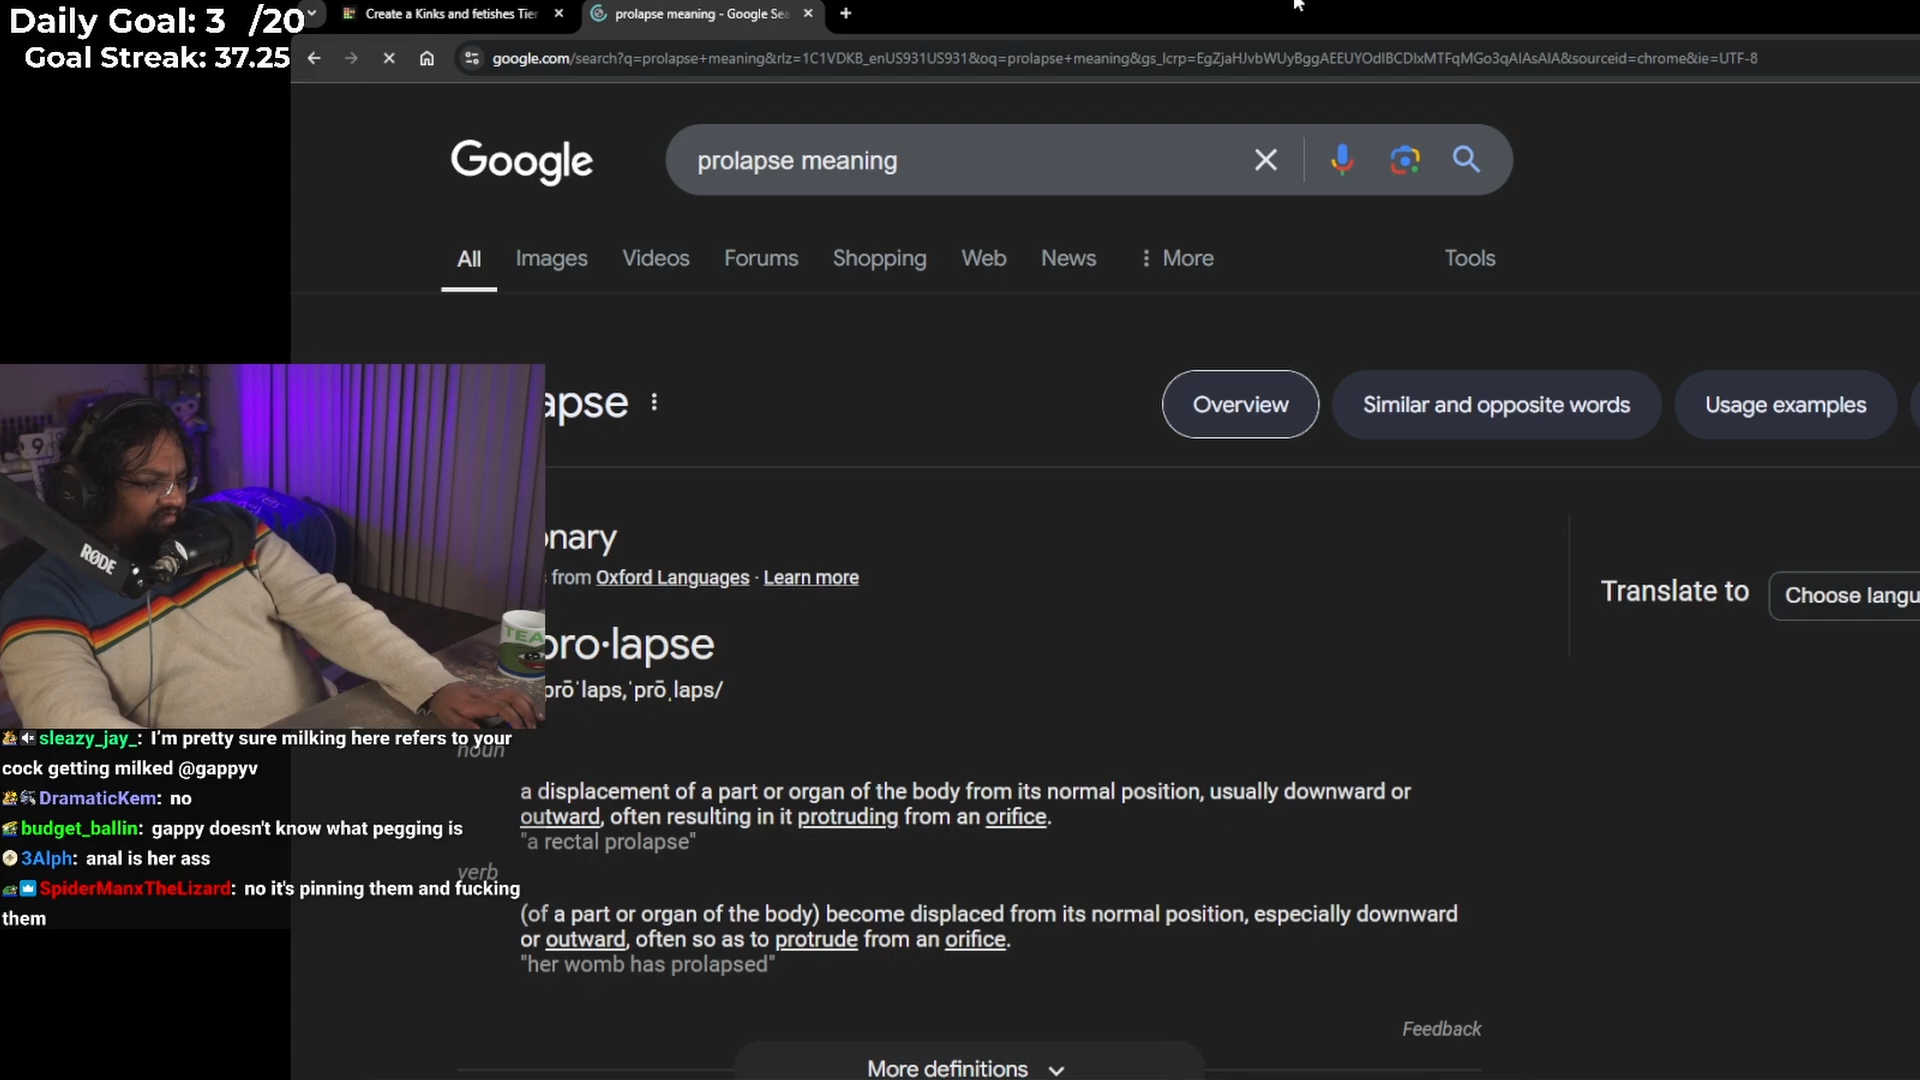 Daily Goal: 3 /20
Goal Streak: 37.25
Create a Kinks and fetishes Tier
prolapse meaning - Google Sea
google.com/search?q=prolapse+meaning&rlz=1C1VDKB_enUS931US931&oq=prolapse+meaning&gs_lcrp=EgZjaHJvbWUyBggAEEUYOdIBCDIxMTFqMGo3qAIAsAIA&sourceid=chrome&ie=UTF-8
Google
prolapse meaning
All Images Videos Forums Shopping Web News More Tools
apse
Overview Similar and opposite words Usage examples
onary
from Oxford Languages · Learn more
Translate to Choose langu
pro·lapse
prōˈlaps,ˈprōˌlaps/
RØDE
TEA
9
sleazy_jay_: I'm pretty sure milking here refers to your
cock getting milked @gappyv
DramaticKem: no
budget_ballin: gappy doesn't know what pegging is
3Alph: anal is her ass
SpiderManxTheLizard: no it's pinning them and fucking
them
noun
a displacement of a part or organ of the body from its normal position, usually downward or
outward, often resulting in it protruding from an orifice.
"a rectal prolapse"
verb
(of a part or organ of the body) become displaced from its normal position, especially downward
or outward, often so as to protrude from an orifice.
"her womb has prolapsed"
Feedback
More definitions